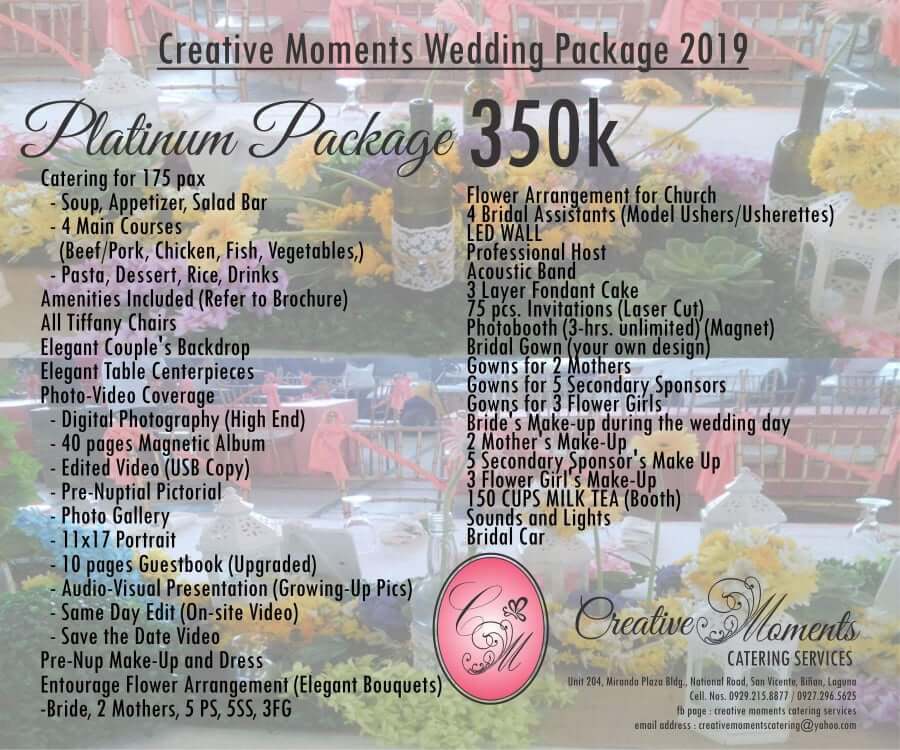 Creative Moments Wedding Package 2019
Platinum Package 350k
Catering for 175 pax
- Soup, Appetizer, Salad Bar
- 4 Main Courses
(Beef/Pork, Chicken, Fish, Vegetables,)
- Pasta, Dessert, Rice, Drinks
Amenities Included (Refer to Brochure)
All Tiffany Chairs
Elegant Couple's Backdrop
Elegant Table Centerpieces
Photo-Video Coverage
- Digital Photography (High End)
- 40 pages Magnetic Album
- Edited Video (USB Copy)
- Pre-Nuptial Pictorial
- Photo Gallery
- 11x17 Portrait
- 10 pages Guestbook (Upgraded)
- Audio-Visual Presentation (Growing-Up Pics)
- Same Day Edit (On-site Video)
- Save the Date Video
Pre-Nup Make-Up and Dress
Entourage Flower Arrangement (Elegant Bouquets)
-Bride, 2 Mothers, 5 PS, 5SS, 3FG
Flower Arrangement for Church
4 Bridal Assistants (Model Ushers/Usherettes)
LED WALL
Professional Host
Acoustic Band
3 Layer Fondant Cake
75 pcs. Invitations (Laser Cut)
Photobooth (3-hrs. unlimited) (Magnet)
Bridal Gown (your own design)
Gowns for 2 Mothers
Gowns for 5 Secondary Sponsors
Gowns for 3 Flower Girls
Bride's Make-up during the wedding day
2 Mother's Make-Up
5 Secondary Sponsor's Make Up
3 Flower Girl's Make-Up
150 CUPS MILK TEA (Booth)
Sounds and Lights
Bridal Car
C M
Creative Moments
CATERING SERVICES
Unit 204, Miranda Plaza Bldg., National Road, San Vicente, Biñan, Laguna
Cell. Nos. 0929.215.8877 / 0927.296.5625
fb page : creative moments catering services
email address : creativemomentscatering@yahoo.com